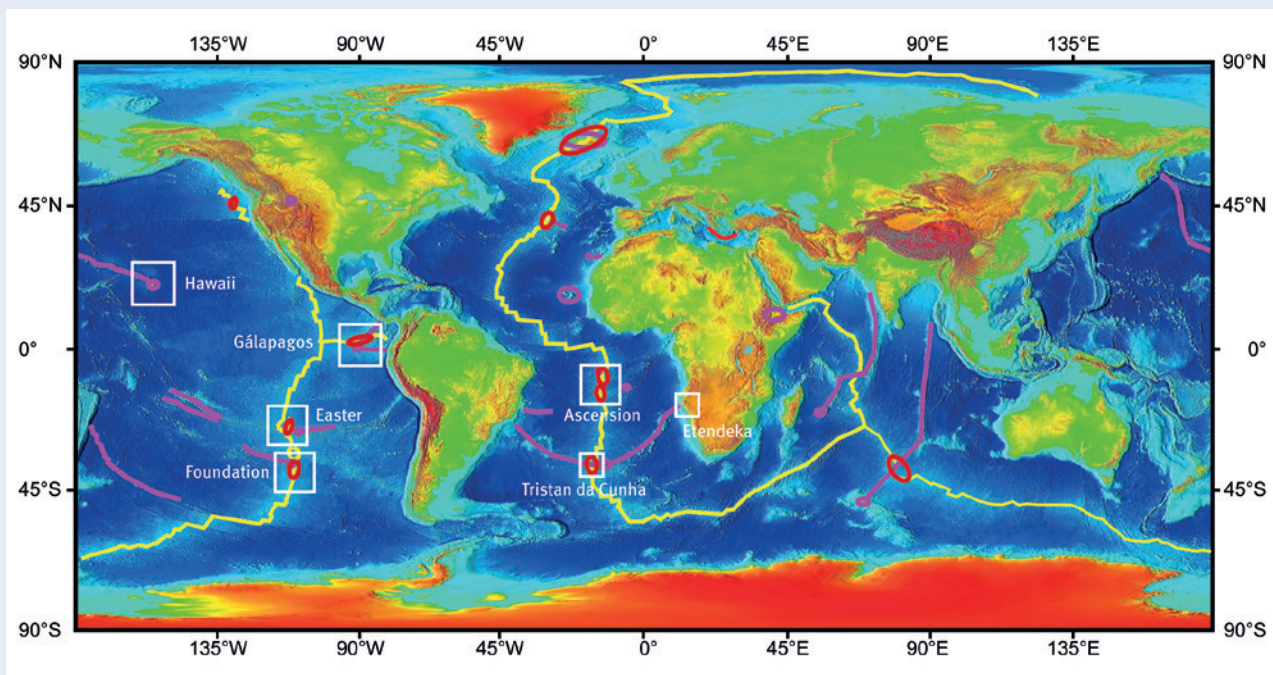 135°W 90°W 45°W 0° 45°E 90°E 135°E
90°N 90°N
45°N 45°N
Hawaii
Gálapagos
0° 0°
Easter
Ascension
Etendeka
Foundation
Tristan da Cunha
45°S 45°S
90°S 90°S
135°W 90°W 45°W 0° 45°E 90°E 135°E